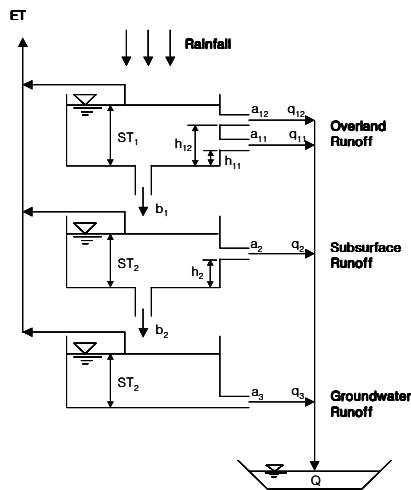 ET
Rainfall
a12 q12
ST1 h12 a11 q11 Overland Runoff
h11
b1
a2 q2 Subsurface Runoff
ST2 h2
b2
ST2
a3 q3 Groundwater Runoff
Q